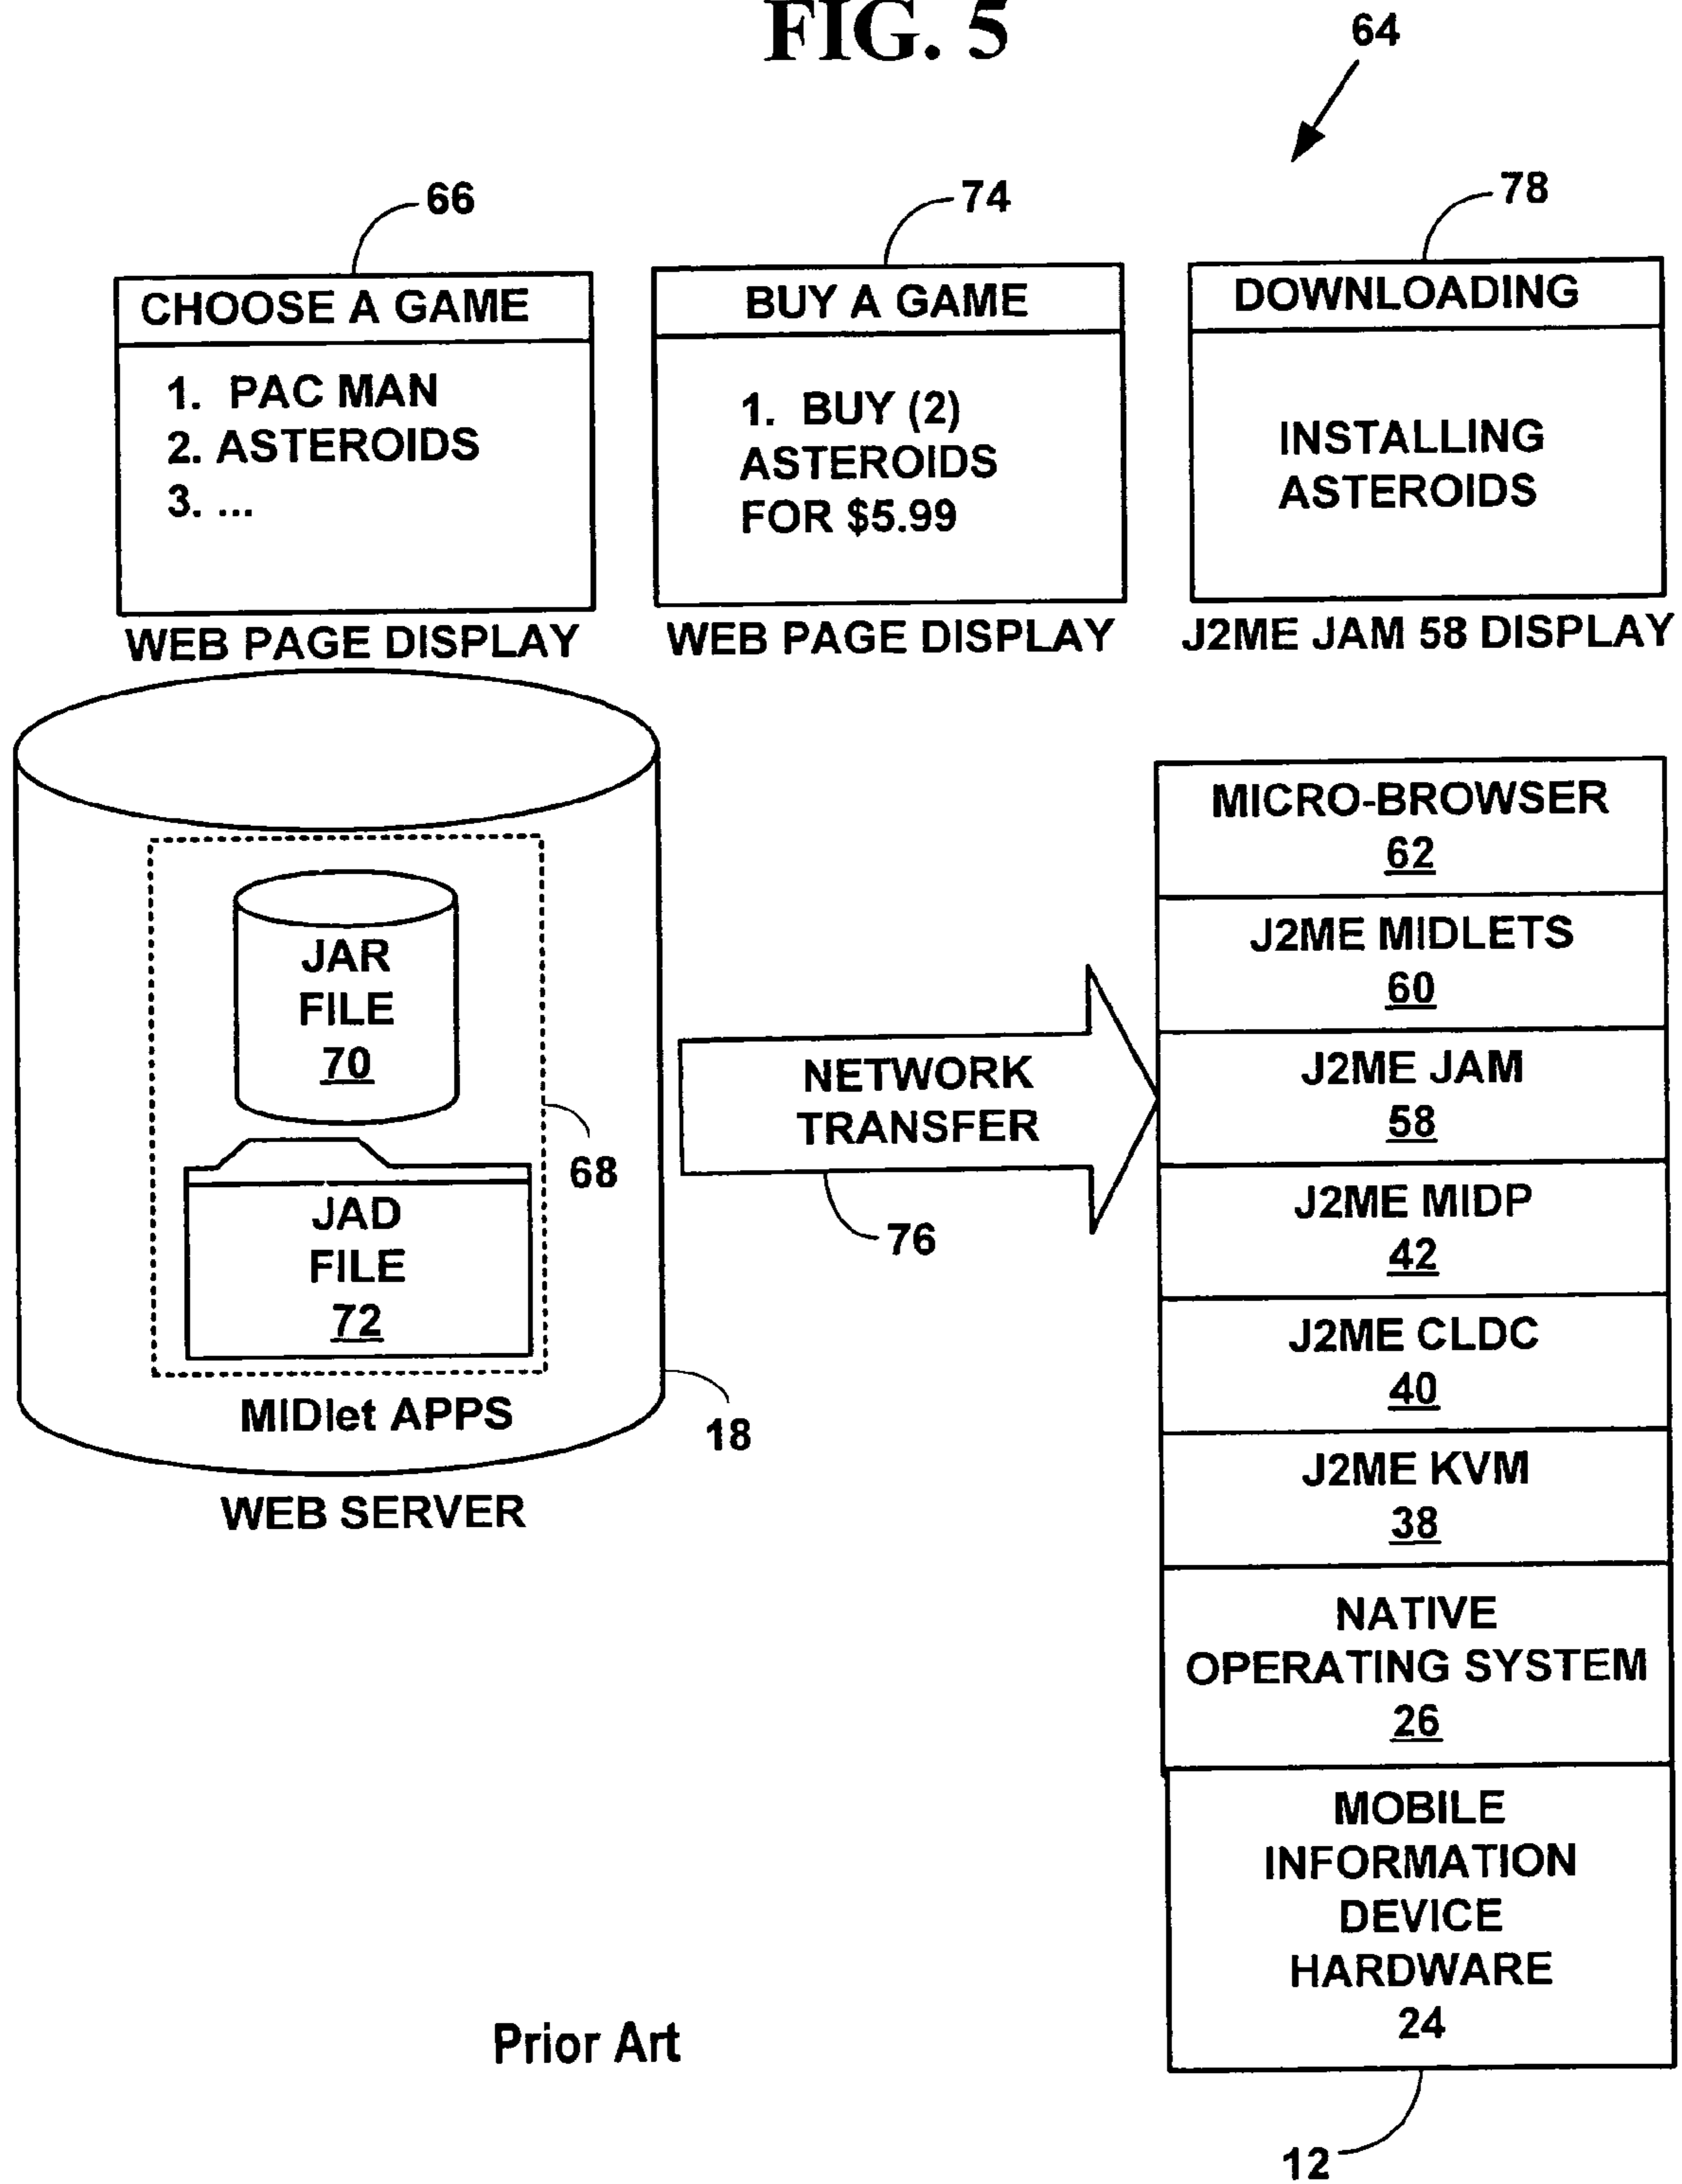 FIG. 5
64
66
74
78
CHOOSE A GAME
1. PAC MAN
2. ASTEROIDS
3. ...
WEB PAGE DISPLAY
BUY A GAME
1. BUY (2)
ASTEROIDS
FOR $5.99
WEB PAGE DISPLAY
DOWNLOADING
INSTALLING
ASTEROIDS
J2ME JAM 58 DISPLAY
JAR
FILE
70
JAD
FILE
72
68
MIDlet APPS
18
WEB SERVER
NETWORK
TRANSFER
76
MICRO-BROWSER
62
J2ME MIDLETS
60
J2ME JAM
58
J2ME MIDP
42
J2ME CLDC
40
J2ME KVM
38
NATIVE
OPERATING SYSTEM
26
MOBILE
INFORMATION
DEVICE
HARDWARE
24
12
Prior Art